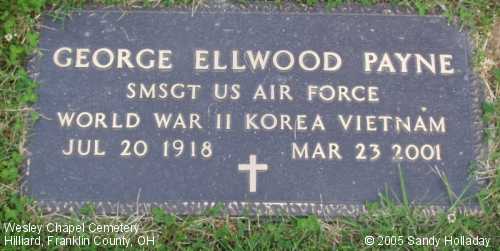 GEORGE ELLWOOD PAYNE
SMSGT US AIR FORCE
WORLD WAR II KOREA VIETNAM
JUL 20 1918 MAR 23 2001
Wesley Chapel Cemetery
Hilliard, Franklin County, OH
© 2005 Sandy Holladay